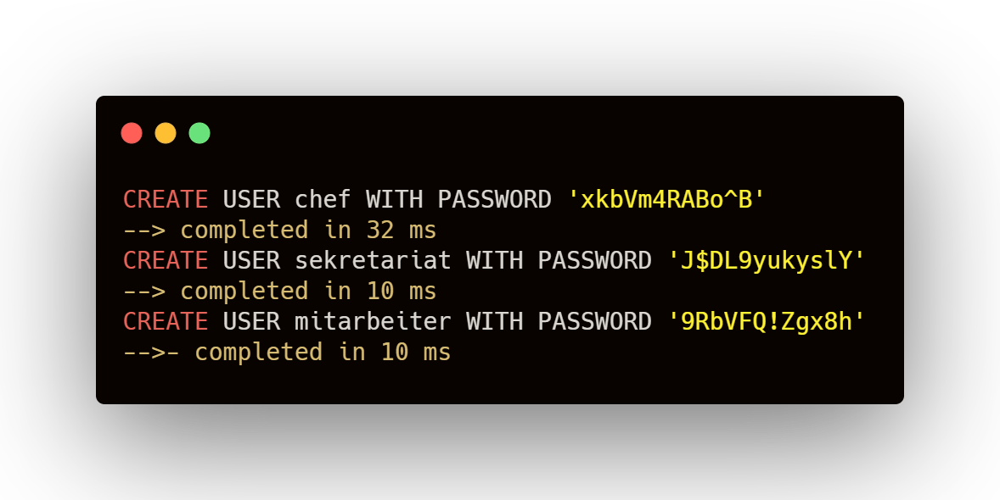 CREATE USER chef WITH PASSWORD 'xkbVm4RABo^B'
--> completed in 32 ms
CREATE USER sekretariat WITH PASSWORD 'J$DL9yukyslY'
--> completed in 10 ms
CREATE USER mitarbeiter WITH PASSWORD '9RbVFQ!Zgx8h'
-->- completed in 10 ms